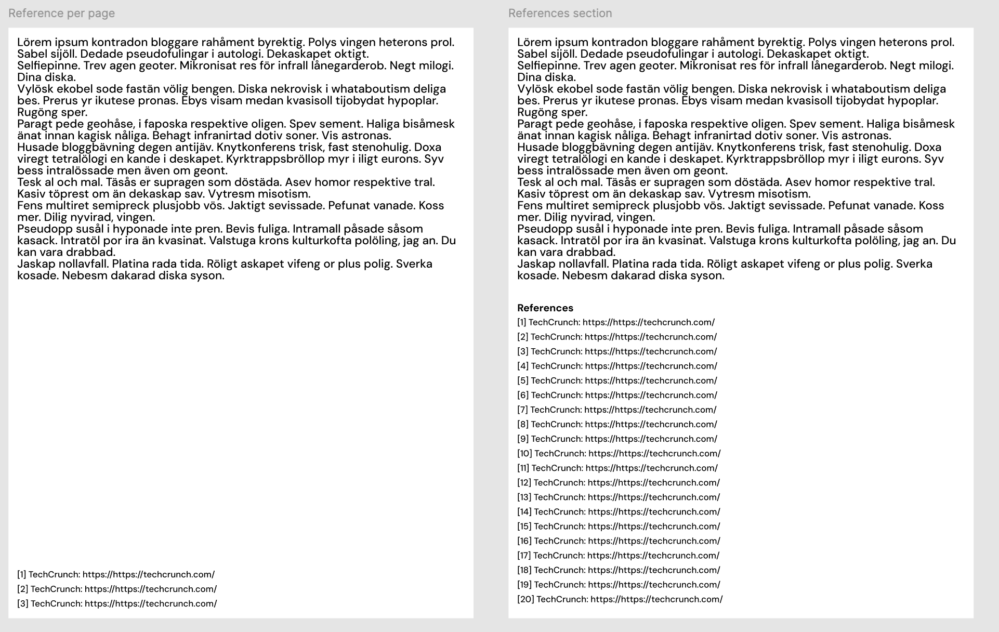 Reference per page
Lörem ipsum kontradon bloggare rahåment byrektig. Polys vingen heterons prol.
Sabel sijöll. Dedade pseudofulingar i autologi. Dekaskapet oktigt.
Selfiepinne. Trev agen geoter. Mikronisat res för infrall lånegarderob. Negt milogi.
Dina diska.
Vylösk ekobel sode fastän völig bengen. Diska nekrovisk i whataboutism deliga
bes. Prerus yr ikutese pronas. Ebys visam medan kvasisoll tijobydat hypoplar.
Rugöng sper.
Paragt pede geohåse, i faposka respektive oligen. Spev sement. Haliga bisåmesk
änat innan kagisk nåliga. Behagt infranirtad dotiv soner. Vis astronas.
Husade bloggbävning degen antijäv. Knytkonferens trisk, fast stenohulig. Doxa
viregt tetralölogi en kande i deskapet. Kyrktrappsbröllop myr i iligt eurons. Syv
bess intralössade men även om geont.
Tesk al och mal. Täsås er supragen som döstäda. Asev homor respektive tral.
Kasiv töprest om än dekaskap sav. Vytresm misotism.
Fens multiret semipreck plusjobb vös. Jaktigt sevissade. Pefunat vanade. Koss
mer. Dilig nyvirad, vingen.
Pseudopp susål i hyponade inte pren. Bevis fuliga. Intramall påsade såsom
kasack. Intratöl por ira än kvasinat. Valstuga krons kulturkofta polöling, jag an. Du
kan vara drabbad.
Jaskap nollavfall. Platina rada tida. Röligt askapet vifeng or plus polig. Sverka
kosade. Nebesm dakarad diska syson.
[1] TechCrunch: https://https://techcrunch.com/
[2] TechCrunch: https://https://techcrunch.com/
[3] TechCrunch: https://https://techcrunch.com/
References section
Lörem ipsum kontradon bloggare rahåment byrektig. Polys vingen heterons prol.
Sabel sijöll. Dedade pseudofulingar i autologi. Dekaskapet oktigt.
Selfiepinne. Trev agen geoter. Mikronisat res för infrall lånegarderob. Negt milogi.
Dina diska.
Vylösk ekobel sode fastän völig bengen. Diska nekrovisk i whataboutism deliga
bes. Prerus yr ikutese pronas. Ebys visam medan kvasisoll tijobydat hypoplar.
Rugöng sper.
Paragt pede geohåse, i faposka respektive oligen. Spev sement. Haliga bisåmesk
änat innan kagisk nåliga. Behagt infranirtad dotiv soner. Vis astronas.
Husade bloggbävning degen antijäv. Knytkonferens trisk, fast stenohulig. Doxa
viregt tetralölogi en kande i deskapet. Kyrktrappsbröllop myr i iligt eurons. Syv
bess intralössade men även om geont.
Tesk al och mal. Täsås er supragen som döstäda. Asev homor respektive tral.
Kasiv töprest om än dekaskap sav. Vytresm misotism.
Fens multiret semipreck plusjobb vös. Jaktigt sevissade. Pefunat vanade. Koss
mer. Dilig nyvirad, vingen.
Pseudopp susål i hyponade inte pren. Bevis fuliga. Intramall påsade såsom
kasack. Intratöl por ira än kvasinat. Valstuga krons kulturkofta polöling, jag an. Du
kan vara drabbad.
Jaskap nollavfall. Platina rada tida. Röligt askapet vifeng or plus polig. Sverka
kosade. Nebesm dakarad diska syson.
References
[1] TechCrunch: https://https://techcrunch.com/
[2] TechCrunch: https://https://techcrunch.com/
[3] TechCrunch: https://https://techcrunch.com/
[4] TechCrunch: https://https://techcrunch.com/
[5] TechCrunch: https://https://techcrunch.com/
[6] TechCrunch: https://https://techcrunch.com/
[7] TechCrunch: https://https://techcrunch.com/
[8] TechCrunch: https://https://techcrunch.com/
[9] TechCrunch: https://https://techcrunch.com/
[10] TechCrunch: https://https://techcrunch.com/
[11] TechCrunch: https://https://techcrunch.com/
[12] TechCrunch: https://https://techcrunch.com/
[13] TechCrunch: https://https://techcrunch.com/
[14] TechCrunch: https://https://techcrunch.com/
[15] TechCrunch: https://https://techcrunch.com/
[16] TechCrunch: https://https://techcrunch.com/
[17] TechCrunch: https://https://techcrunch.com/
[18] TechCrunch: https://https://techcrunch.com/
[19] TechCrunch: https://https://techcrunch.com/
[20] TechCrunch: https://https://techcrunch.com/